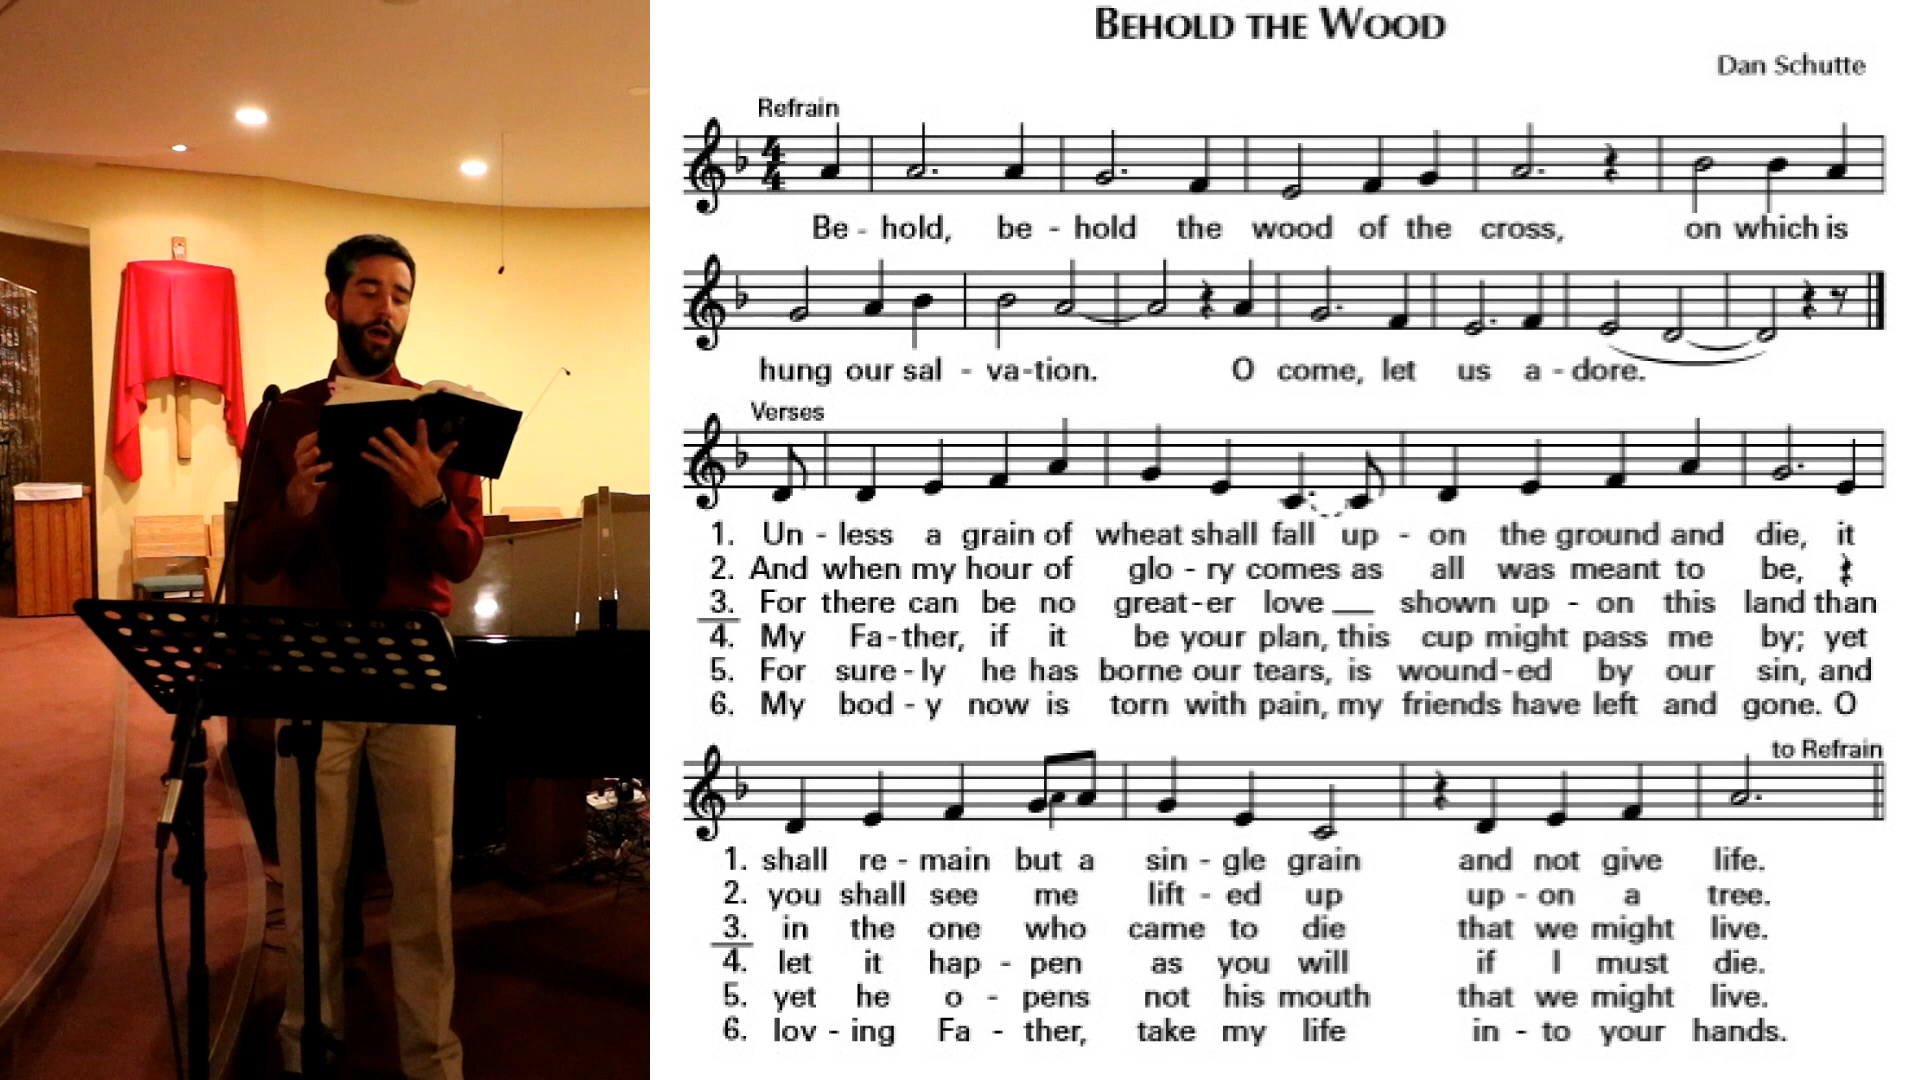 BEHOLD THE WOOD
Dan Schutte
Refrain
4
4
Be - hold, be - hold the wood of the cross, on which is
hung our sal - va-tion. O come, let us a - dore.
Verses
1. Un - less a grain of wheat shall fall up - on the ground and die, it
2. And when my hour of glo - ry comes as all was meant to be,
3. For there can be no great-er love shown up - on this land than
4. My Fa-ther, if it be your plan, this cup might pass me by; yet
5. For sure-ly he has borne our tears, is wound-ed by our sin, and
6. My bod - y now is torn with pain, my friends have left and gone. O
to Refrain
1. shall re - main but a sin - gle grain and not give life.
2. you shall see me lift - ed up up - on a tree.
3. in the one who came to die that we might live.
4. let it hap - pen as you will if I must die.
5. yet he o - pens not his mouth that we might live.
6. lov - ing Fa - ther, take my life in - to your hands.